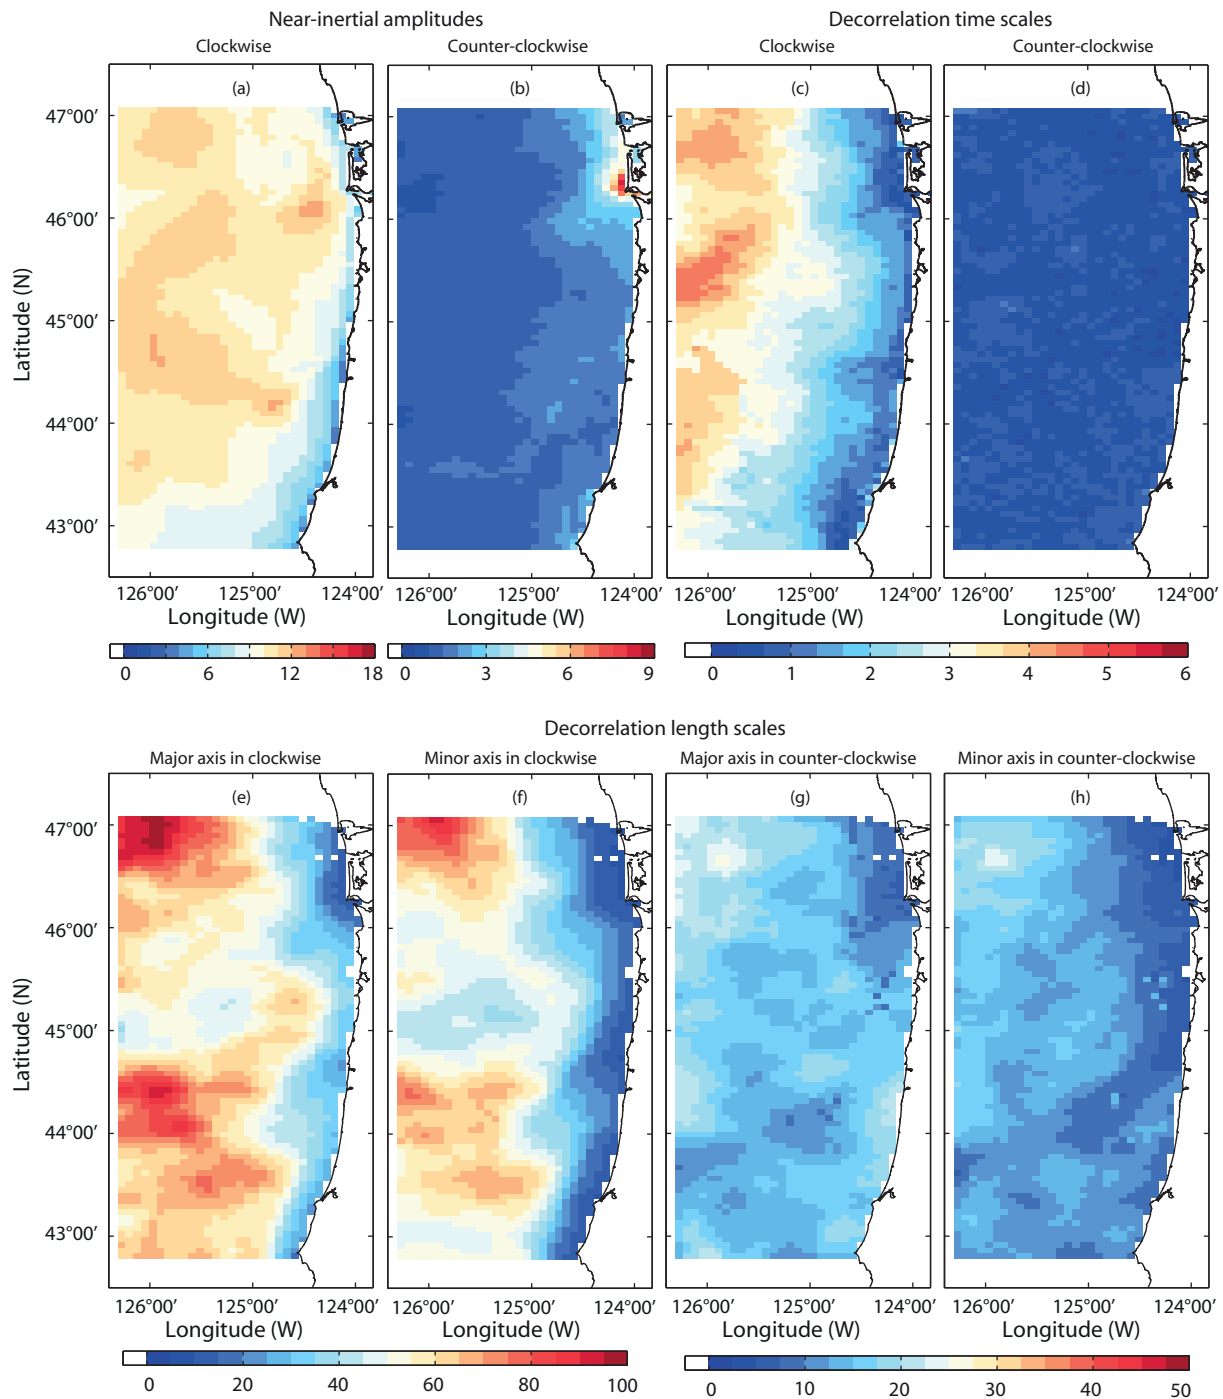 Near-inertial amplitudes
Decorrelation time scales
Clockwise
Counter-clockwise
Clockwise
Counter-clockwise
(a)
(b)
(c)
(d)
47°00′
46°00′
45°00′
44°00′
43°00′
Latitude (N)
126°00′
125°00′
124°00′
126°00′
125°00′
124°00′
126°00′
125°00′
124°00′
126°00′
125°00′
124°00′
Longitude (W)
Longitude (W)
Longitude (W)
Longitude (W)
0 6 12 18
0 3 6 9
0 1 2 3 4 5 6
Decorrelation length scales
Major axis in clockwise
Minor axis in clockwise
Major axis in counter-clockwise
Minor axis in counter-clockwise
(e)
(f)
(g)
(h)
47°00′
46°00′
45°00′
44°00′
43°00′
Latitude (N)
126°00′
125°00′
124°00′
126°00′
125°00′
124°00′
126°00′
125°00′
124°00′
126°00′
125°00′
124°00′
Longitude (W)
Longitude (W)
Longitude (W)
Longitude (W)
0 20 40 60 80 100
0 10 20 30 40 50